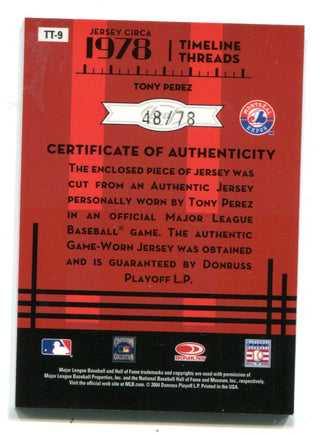 TT-9
JERSEY CIRCA
1978
TIMELINE
THREADS
TONY PEREZ
48/78
MONTREAL
EXPOS
CERTIFICATE OF AUTHENTICITY
THE ENCLOSED PIECE OF JERSEY WAS
CUT FROM AN AUTHENTIC JERSEY
PERSONALLY WORN BY TONY PEREZ
IN AN OFFICIAL MAJOR LEAGUE
BASEBALL® GAME. THE AUTHENTIC
GAME-WORN JERSEY WAS OBTAINED
AND IS GUARANTEED BY DONRUSS
PLAYOFF L.P.
COOPERSTOWN
COLLECTION
DONRUSS
Major League Baseball and Hall of Fame trademarks and copyrights are used with permission of
Major League Baseball Properties, Inc. and the National Baseball Hall of Fame and Museum, Inc., respectively.
Visit the official web site at MLB.com. © 2004 Donruss Playoff L.P. Printed in the USA.